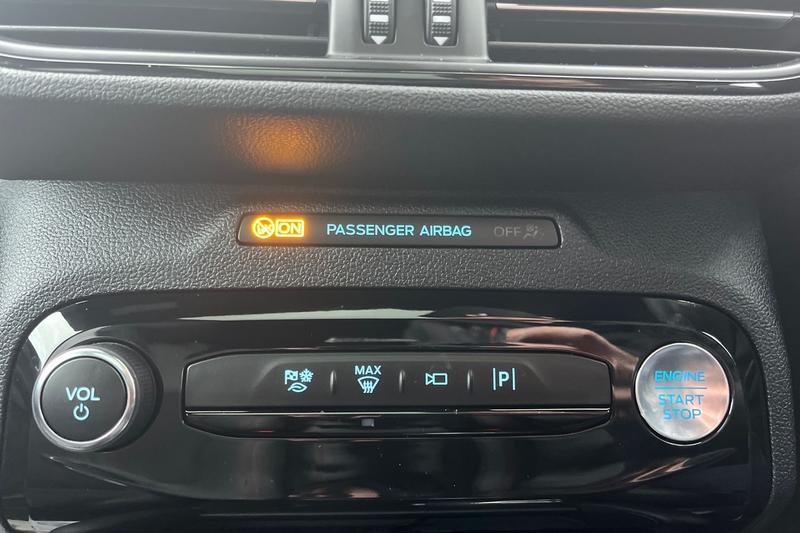 ON PASSENGER AIRBAG OFF
VOL
MAX
P
ENGINE
START
STOP